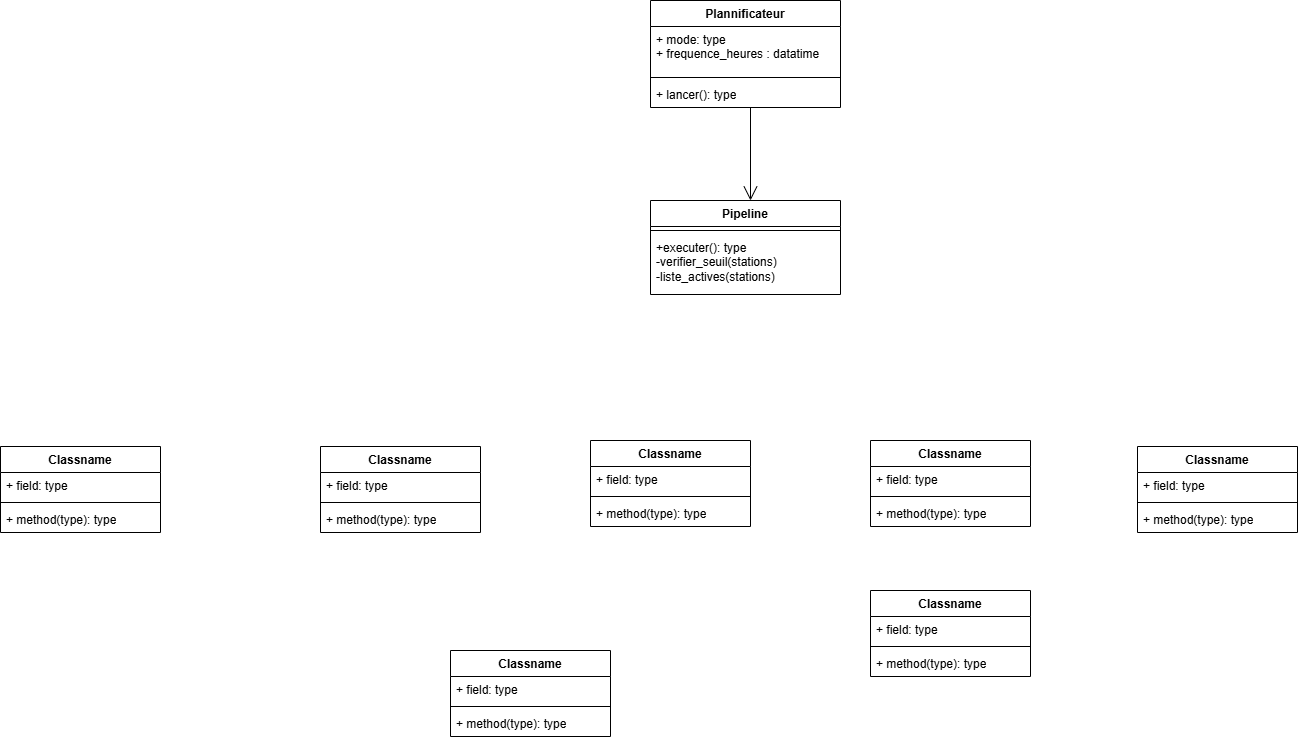 Plannificateur
+ mode: type
+ frequence_heures : datatime
+ lancer(): type
Pipeline
+executer(): type
-verifier_seuil(stations)
-liste_actives(stations)
Classname
+ field: type
+ method(type): type
Classname
+ field: type
+ method(type): type
Classname
+ field: type
+ method(type): type
Classname
+ field: type
+ method(type): type
Classname
+ field: type
+ method(type): type
Classname
+ field: type
+ method(type): type
Classname
+ field: type
+ method(type): type